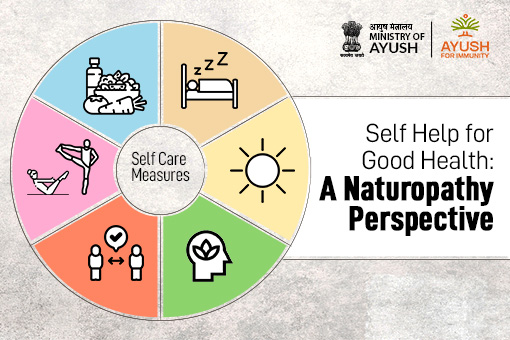 आयुष मंत्रालय
MINISTRY OF
AYUSH
सत्यमेव जयते
AYUSH
FOR IMMUNITY
z z Z Z
Self Care
Measures
Self Help for
Good Health:
A Naturopathy
Perspective